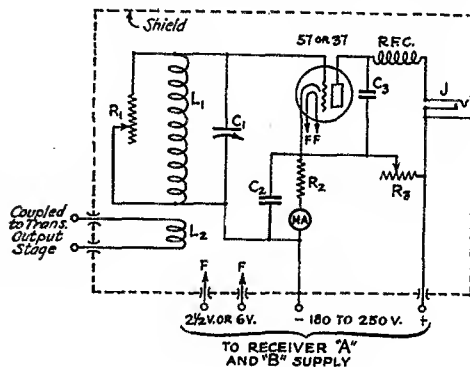 Shield
57 OR 37
R.F.C.
R1
L1
C1
C3
J
V
FF
C2
R2
R3
MA
Coupled
to Trans.
Output
Stage
L2
F
F
2½V. OR 6V.
- 180 TO 250 V. +
TO RECEIVER "A"
AND "B" SUPPLY